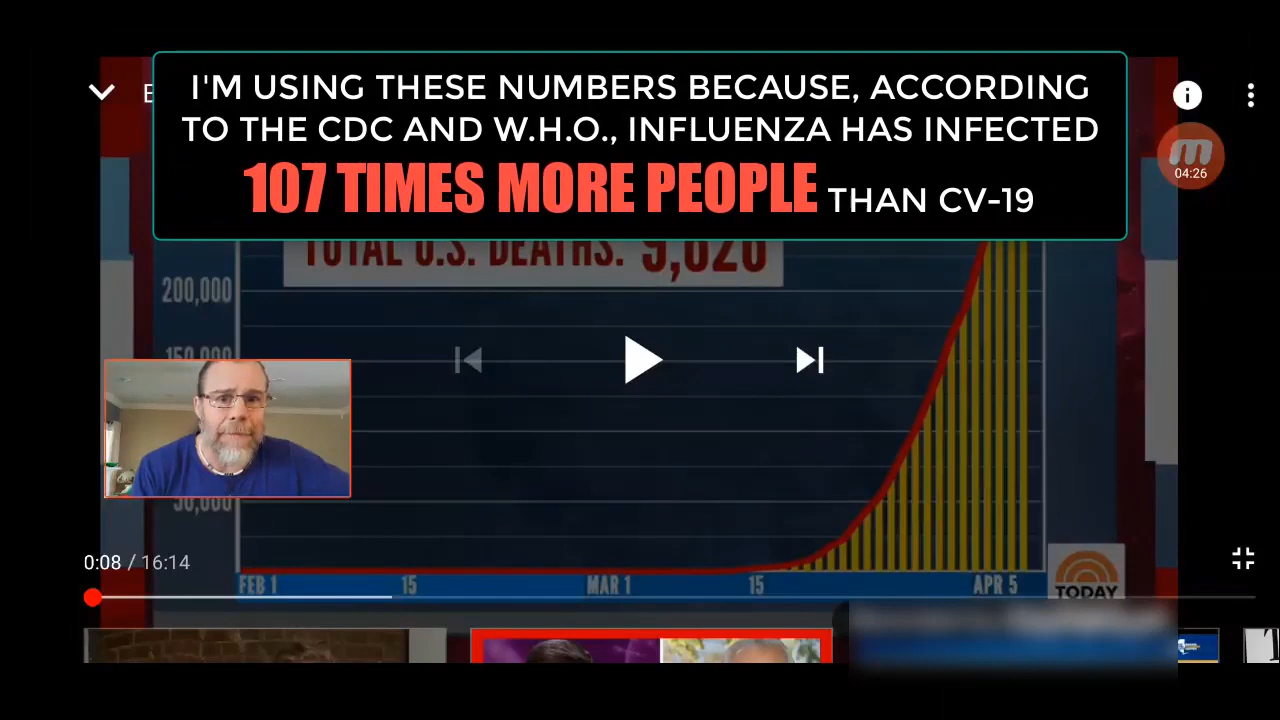 I'M USING THESE NUMBERS BECAUSE, ACCORDING
TO THE CDC AND W.H.O., INFLUENZA HAS INFECTED
107 TIMES MORE PEOPLE THAN CV-19
E
i
04:26
TOTAL U.S. DEATHS: 9,620
200,000
150,000
50,000
0:08 / 16:14
FEB 1 15 MAR 1 15 APR 5
TODAY